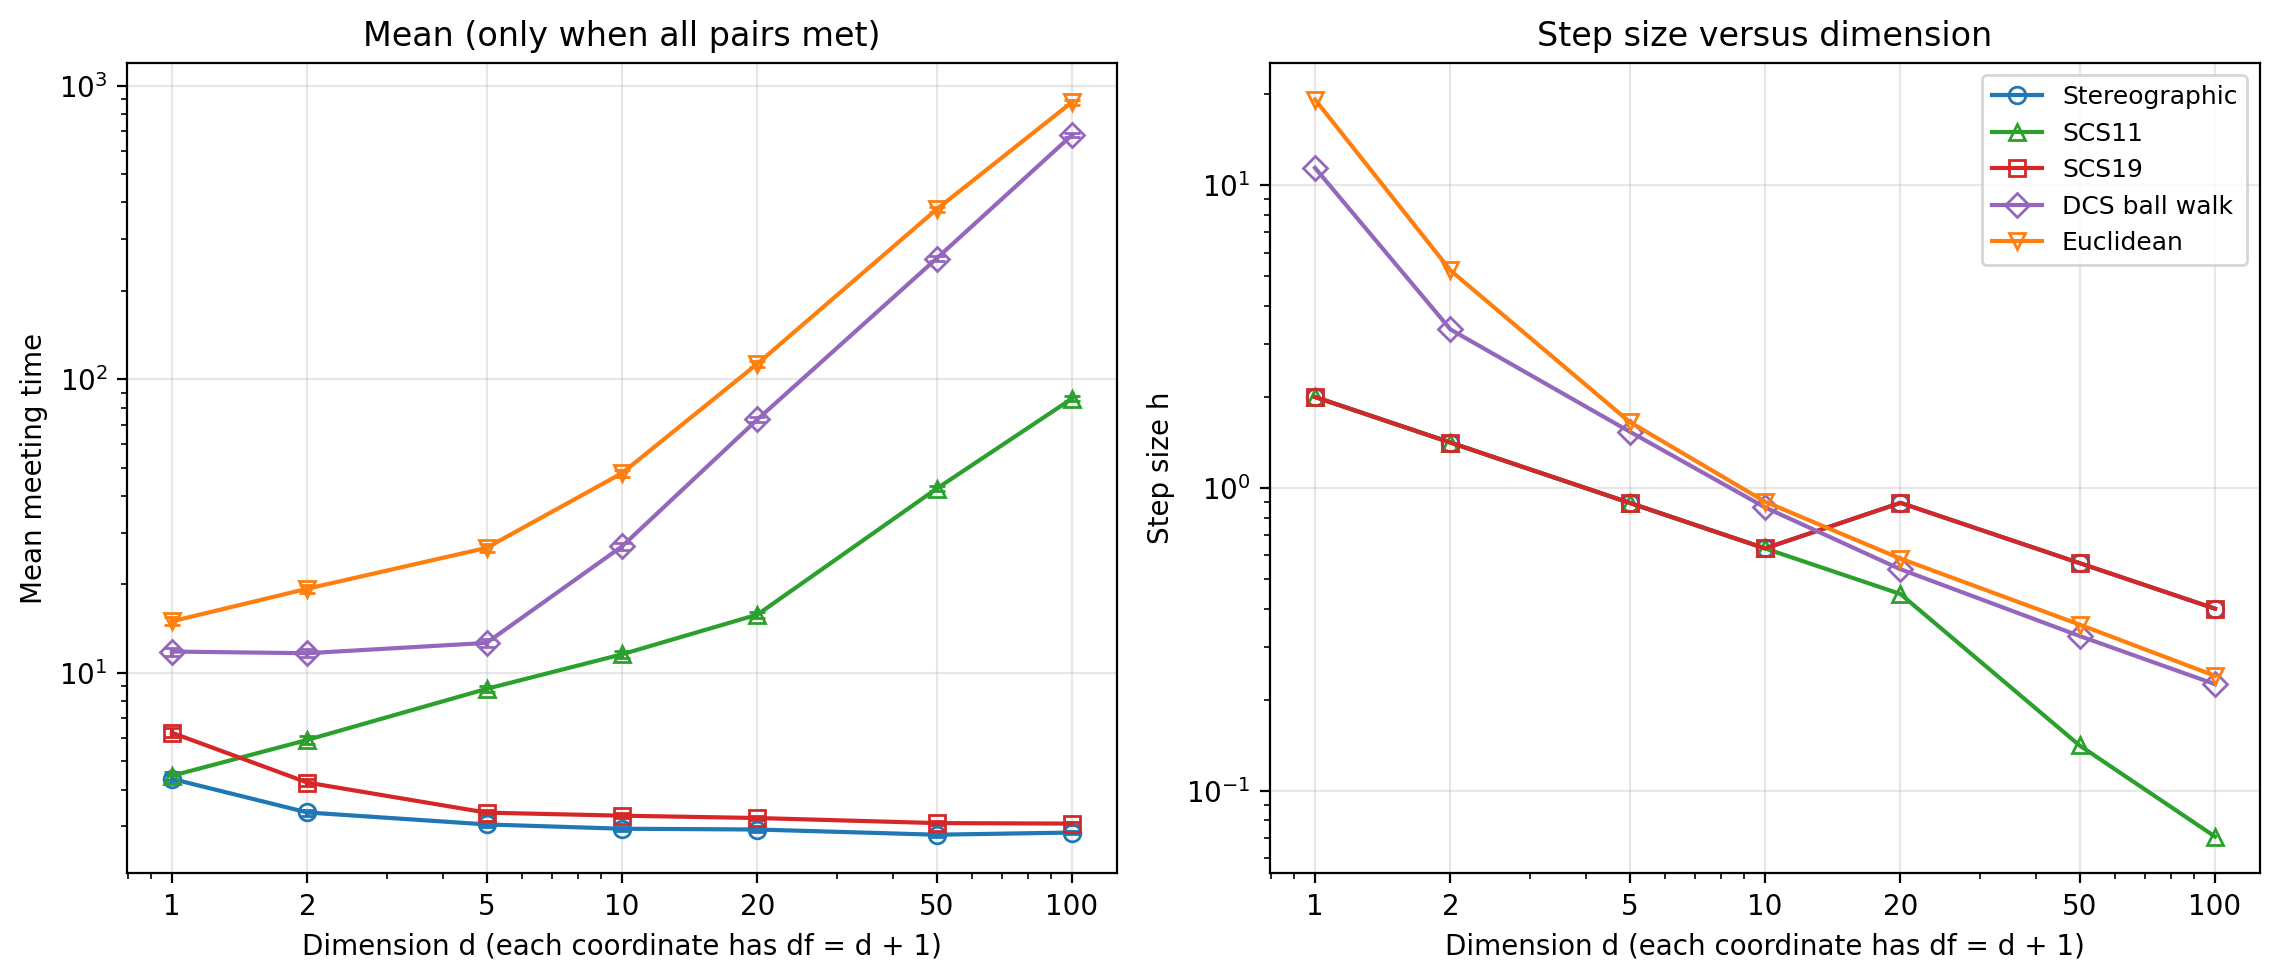 Mean (only when all pairs met)
Mean meeting time
10³
10²
10¹
1 2 5 10 20 50 100
Dimension d (each coordinate has df = d + 1)
Step size versus dimension
Step size h
10¹
10⁰
10⁻¹
Stereographic
SCS11
SCS19
DCS ball walk
Euclidean
1 2 5 10 20 50 100
Dimension d (each coordinate has df = d + 1)